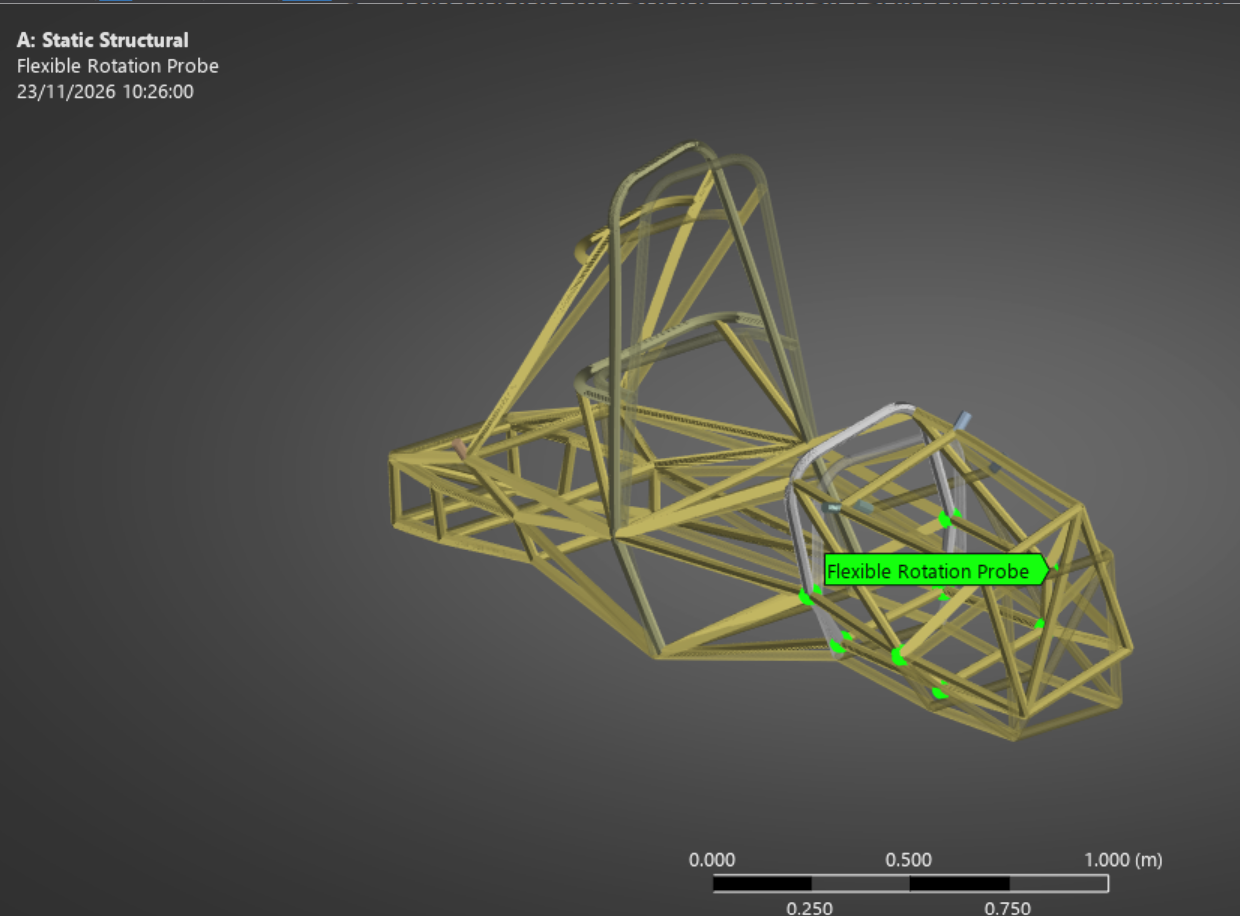 A: Static Structural
Flexible Rotation Probe
23/11/2026 10:26:00
Flexible Rotation Probe
0.000 0.500 1.000 (m)
0.250 0.750